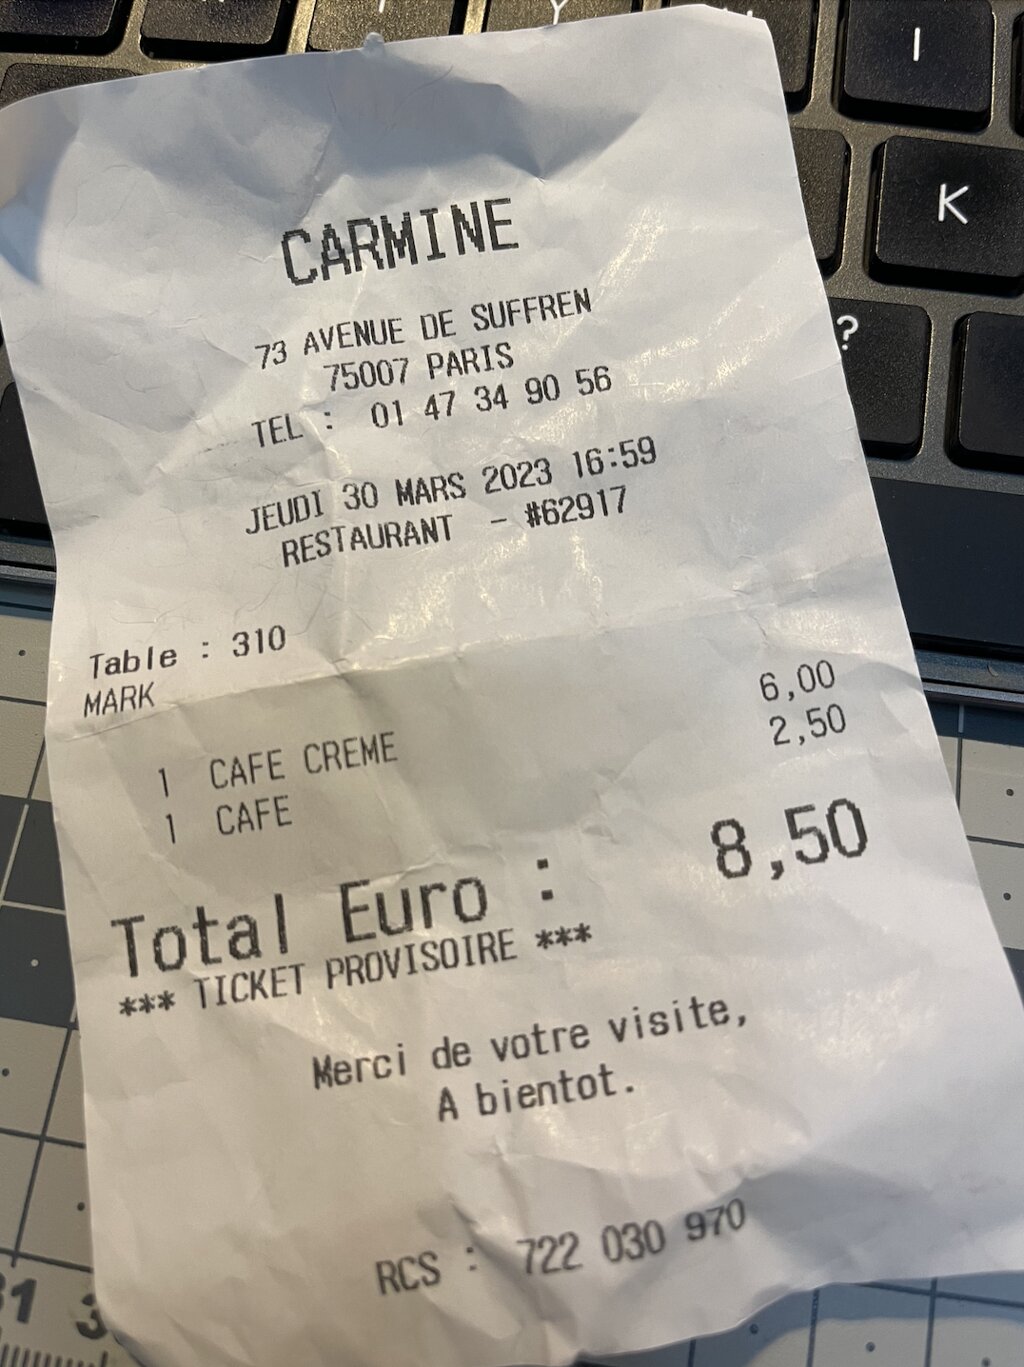 Y
I
K
?
CARMINE
73 AVENUE DE SUFFREN
75007 PARIS
TEL : 01 47 34 90 56
JEUDI 30 MARS 2023 16:59
RESTAURANT - #62917
Table : 310
MARK
1 CAFE CREME 6,00
1 CAFE 2,50
Total Euro : 8,50
*** TICKET PROVISOIRE ***
Merci de votre visite,
A bientot.
RCS : 722 030 970
31